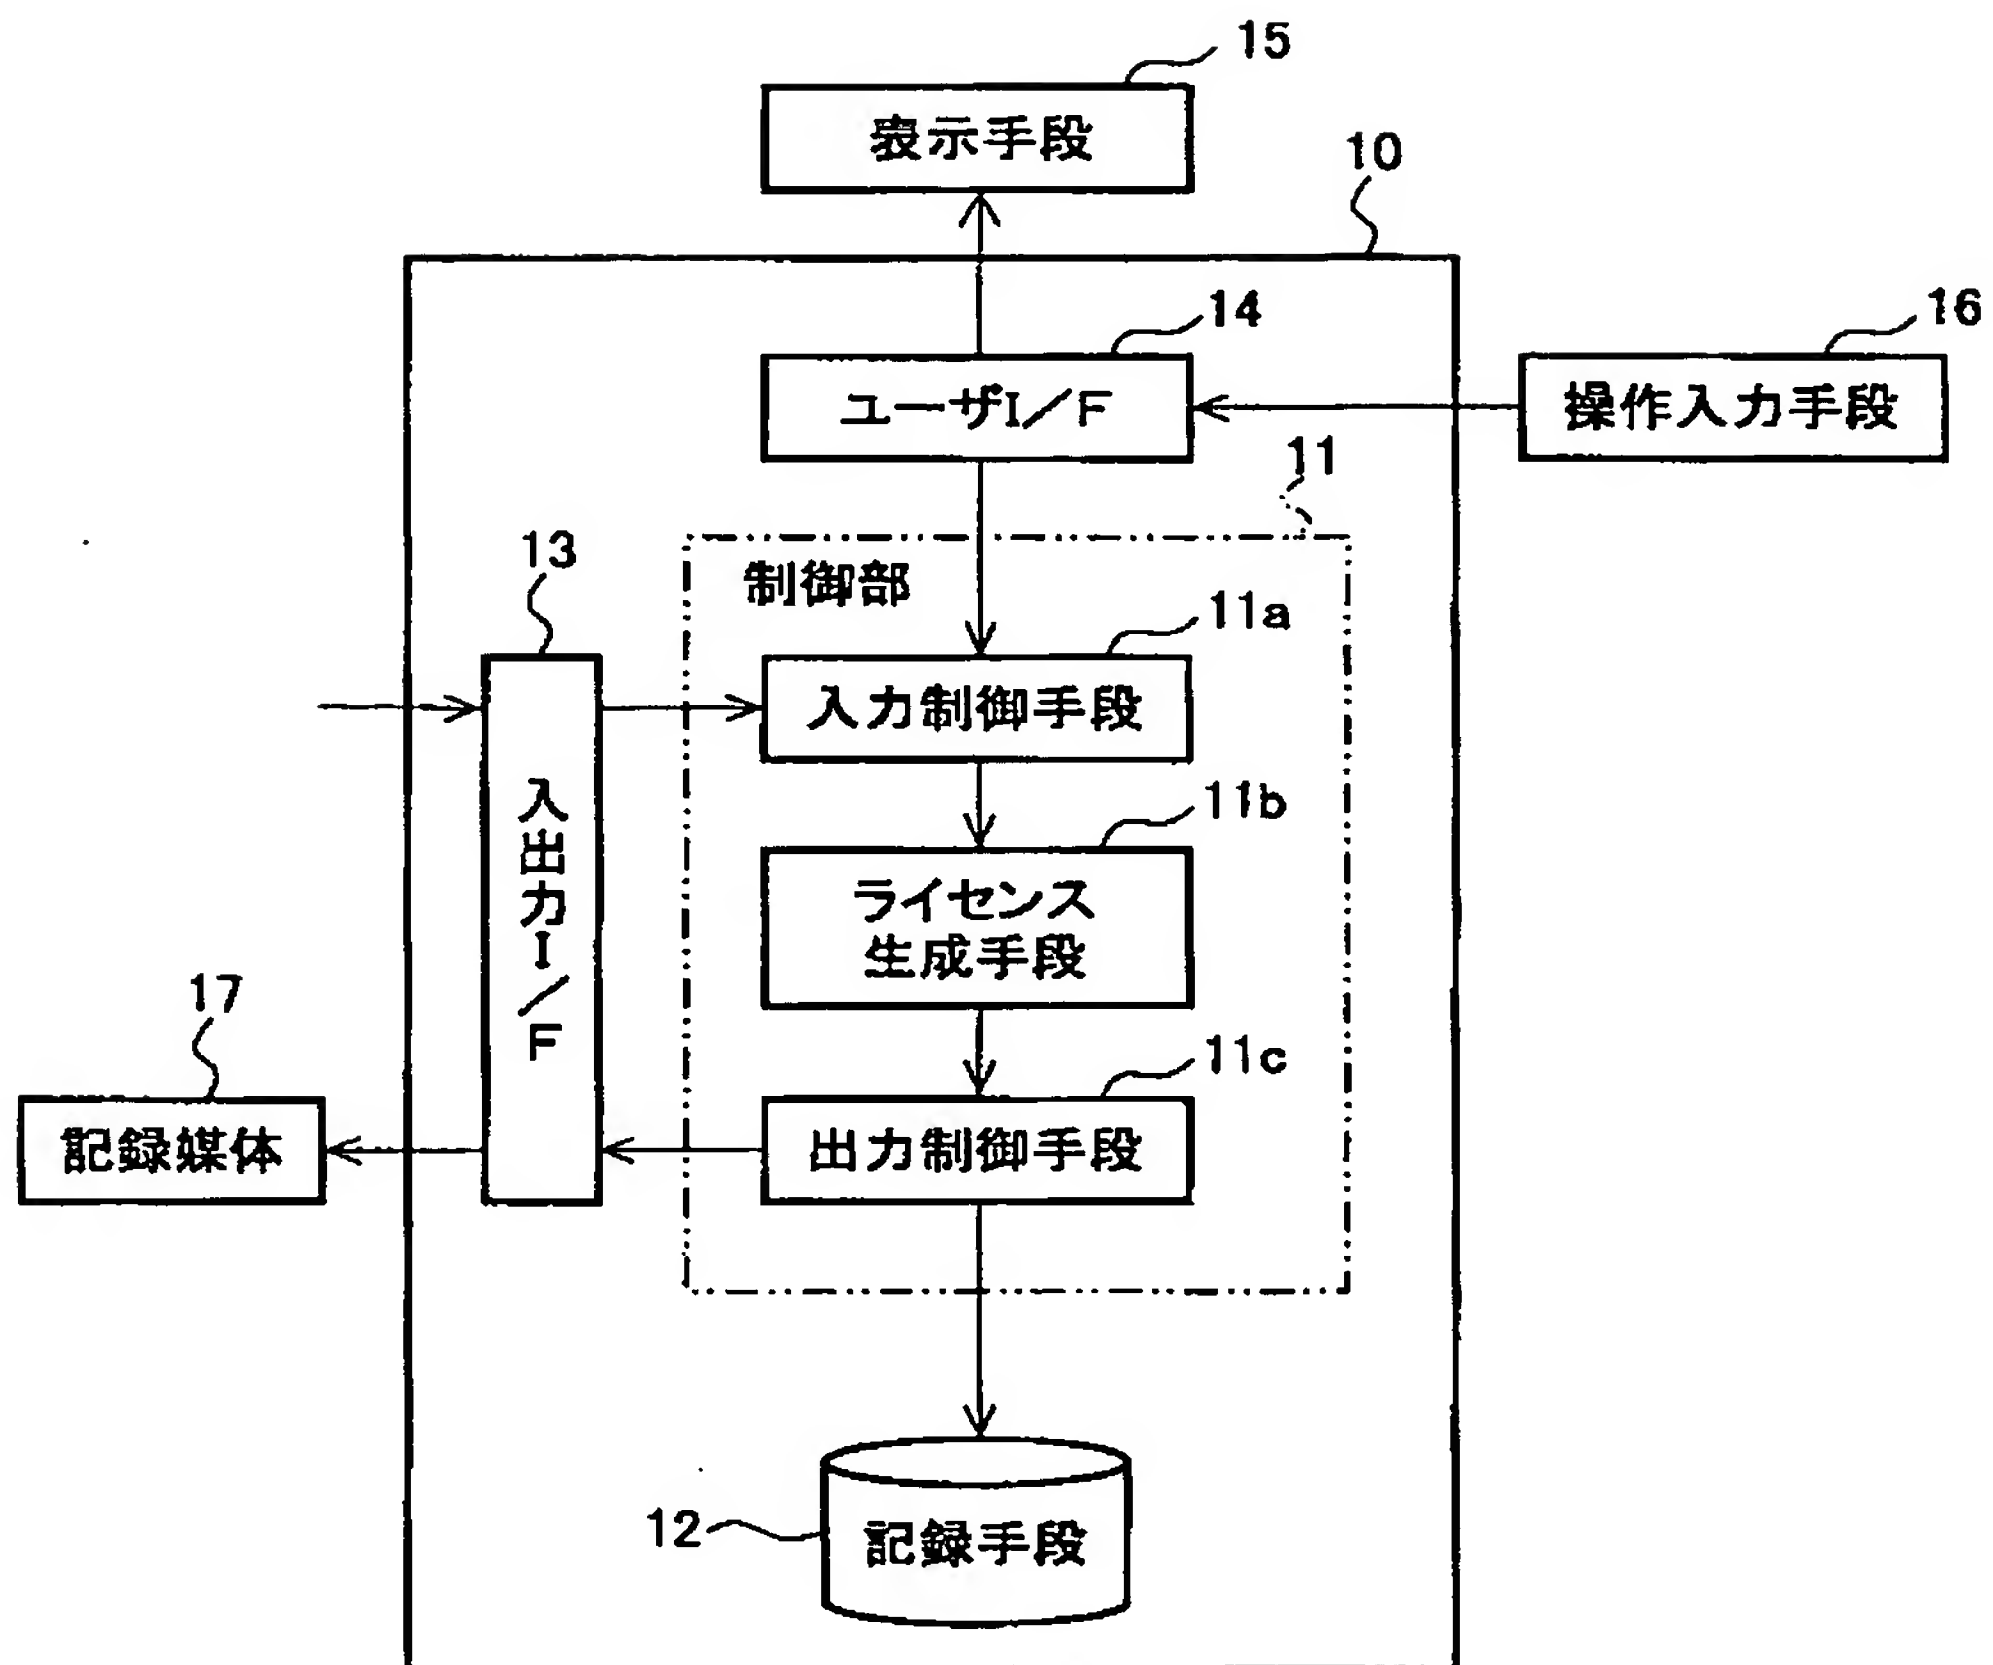 15
表示手段
10
14
ユーザI／F
16
操作入力手段
11
制御部
13
11a
入力制御手段
入出力I／F
11b
ライセンス
生成手段
17
記録媒体
11c
出力制御手段
12
記録手段